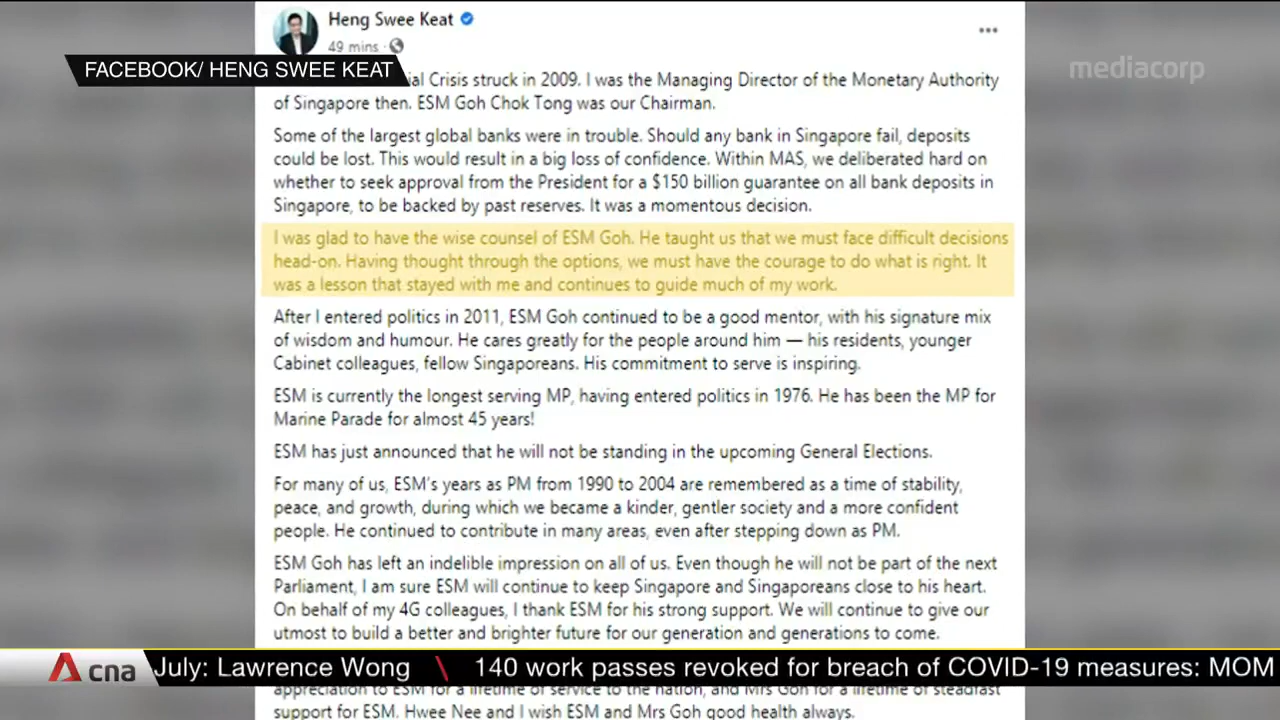 Heng Swee Keat
49 mins
mediacorp
FACEBOOK/ HENG SWEE KEAT
ial Crisis struck in 2009. I was the Managing Director of the Monetary Authority
of Singapore then. ESM Goh Chok Tong was our Chairman.
Some of the largest global banks were in trouble. Should any bank in Singapore fail, deposits
could be lost. This would result in a big loss of confidence. Within MAS, we deliberated hard on
whether to seek approval from the President for a $150 billion guarantee on all bank deposits in
Singapore, to be backed by past reserves. It was a momentous decision.
I was glad to have the wise counsel of ESM Goh. He taught us that we must face difficult decisions
head-on. Having thought through the options, we must have the courage to do what is right. It
was a lesson that stayed with me and continues to guide much of my work.
After I entered politics in 2011, ESM Goh continued to be a good mentor, with his signature mix
of wisdom and humour. He cares greatly for the people around him — his residents, younger
Cabinet colleagues, fellow Singaporeans. His commitment to serve is inspiring.
ESM is currently the longest serving MP, having entered politics in 1976. He has been the MP for
Marine Parade for almost 45 years!
ESM has just announced that he will not be standing in the upcoming General Elections.
For many of us, ESM's years as PM from 1990 to 2004 are remembered as a time of stability,
peace, and growth, during which we became a kinder, gentler society and a more confident
people. He continued to contribute in many areas, even after stepping down as PM.
ESM Goh has left an indelible impression on all of us. Even though he will not be part of the next
Parliament, I am sure ESM will continue to keep Singapore and Singaporeans close to his heart.
On behalf of my 4G colleagues, I thank ESM for his strong support. We will continue to give our
utmost to build a better and brighter future for our generation and generations to come.
cna July: Lawrence Wong \ 140 work passes revoked for breach of COVID-19 measures: MOM
appreciation to ESM for a lifetime of service to the nation, and Mrs Goh for a lifetime of steadfast
support for ESM. Hwee Nee and I wish ESM and Mrs Goh good health always.